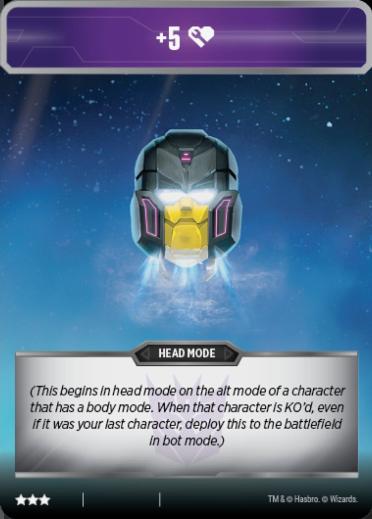 +5
HEAD MODE
(This begins in head mode on the alt mode of a character
that has a body mode. When that character is KO'd, even
if it was your last character, deploy this to the battlefield
in bot mode.)
TM & © Hasbro. © Wizards.